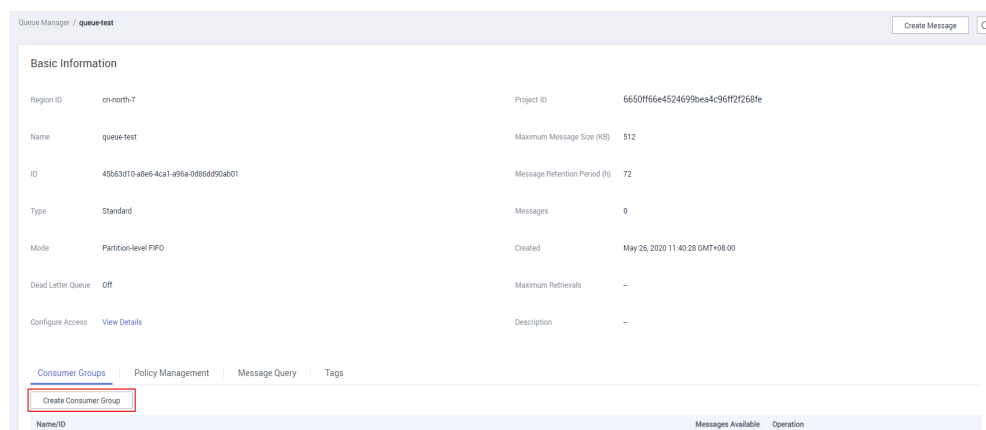 Queue Manager / queue-test
Create Message
Basic Information
Region ID cn-north-7 Project ID 6650ff66e4524699bea4c96ff2f268fe
Name queue-test Maximum Message Size (KB) 512
ID 45b63d10-a8e6-4ca1-a96a-0d86dd90ab01 Message Retention Period (h) 72
Type Standard Messages 0
Mode Partition-level FIFO Created May 26, 2020 11:40:28 GMT+08:00
Dead Letter Queue Off Maximum Retrievals --
Configure Access View Details Description --
Consumer Groups Policy Management Message Query Tags
Create Consumer Group
Name/ID Messages Available Operation